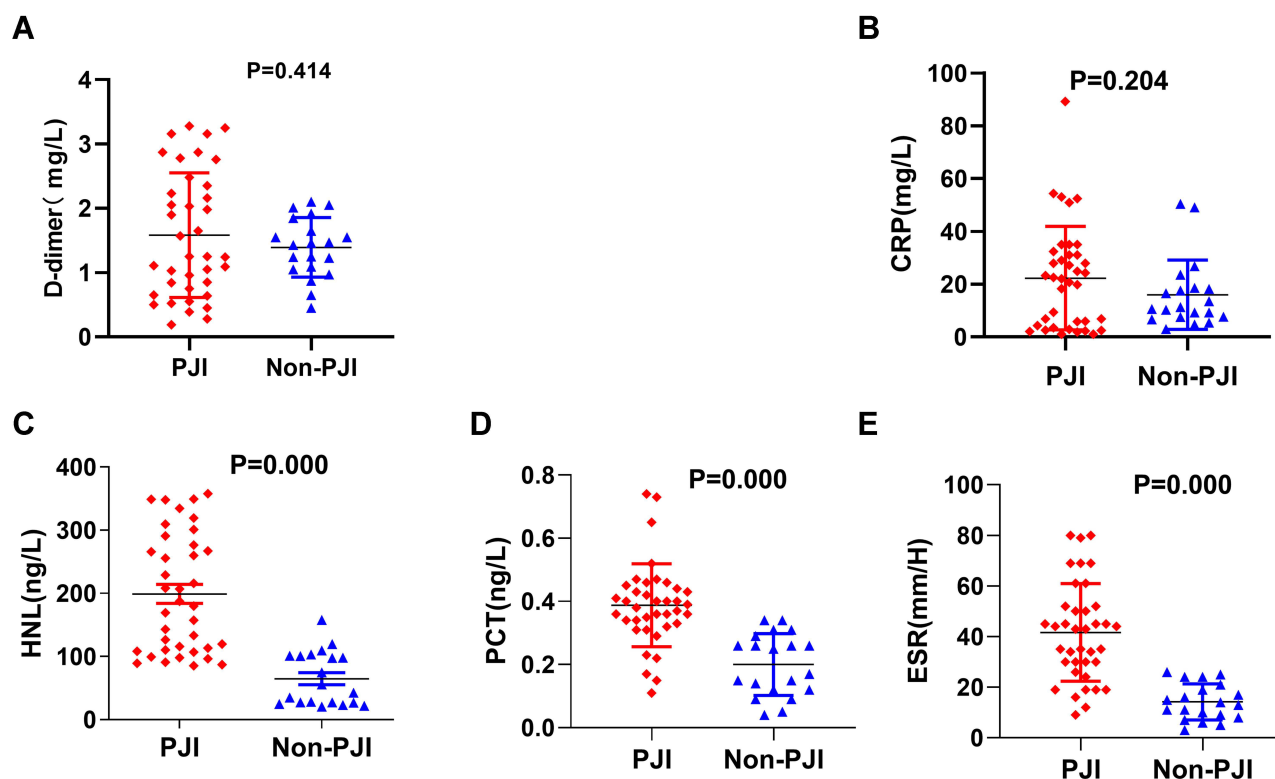 A
P=0.414
D-dimer( mg/L)
4
3
2
1
0
PJI Non-PJI
B
P=0.204
CRP(mg/L)
100
80
60
40
20
0
PJI Non-PJI
C
P=0.000
HNL(ng/L)
400
300
200
100
0
PJI Non-PJI
D
P=0.000
PCT(ng/L)
0.8
0.6
0.4
0.2
0.0
PJI Non-PJI
E
P=0.000
ESR(mm/H)
100
80
60
40
20
0
PJI Non-PJI